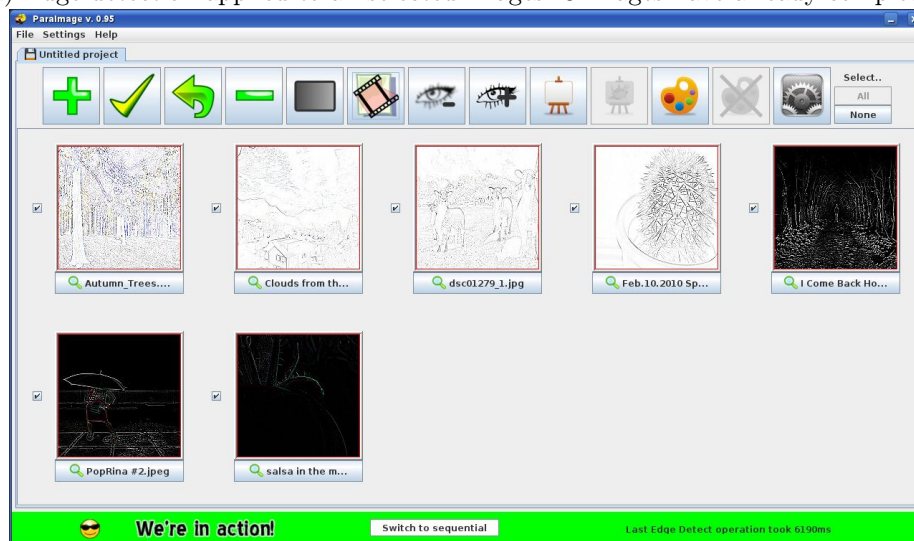 ParaImage v. 0.95
File Settings Help
Untitled project
Select..
All
None
Autumn_Trees....
Clouds from th...
dsc01279_1.jpg
Feb.10.2010 Sp...
I Come Back Ho...
PopRina #2.jpeg
salsa in the m...
We're in action!
Switch to sequential
Last Edge Detect operation took 6190ms